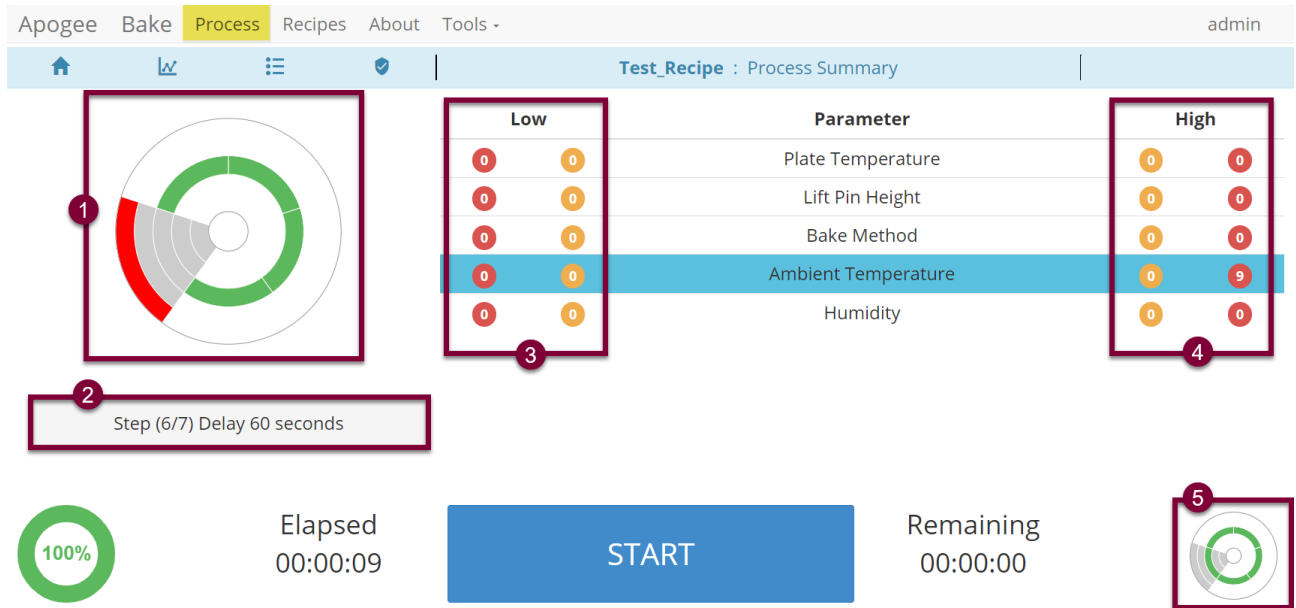 Apogee Bake Process Recipes About Tools admin
Test_Recipe : Process Summary
Low Parameter High
1
0 0 Plate Temperature 0 0
0 0 Lift Pin Height 0 0
0 0 Bake Method 0 0
0 0 Ambient Temperature 0 9
0 0 Humidity 0 0
3 4
2
Step (6/7) Delay 60 seconds
5
100%
Elapsed
00:00:09
START
Remaining
00:00:00